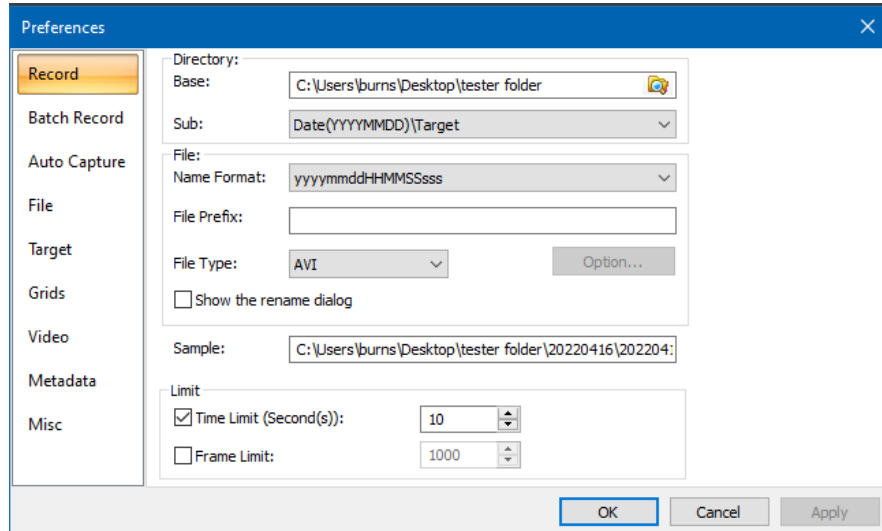 Preferences
Record
Batch Record
Auto Capture
File
Target
Grids
Video
Metadata
Misc
Directory:
Base: C:\Users\burns\Desktop\tester folder
Sub: Date(YYYYMMDD)\Target
File:
Name Format: yyyymmddHHMMSSsss
File Prefix:
File Type: AVI Option...
Show the rename dialog
Sample: C:\Users\burns\Desktop\tester folder\20220416\2022041
Limit
Time Limit (Second(s)): 10
Frame Limit: 1000
OK Cancel Apply